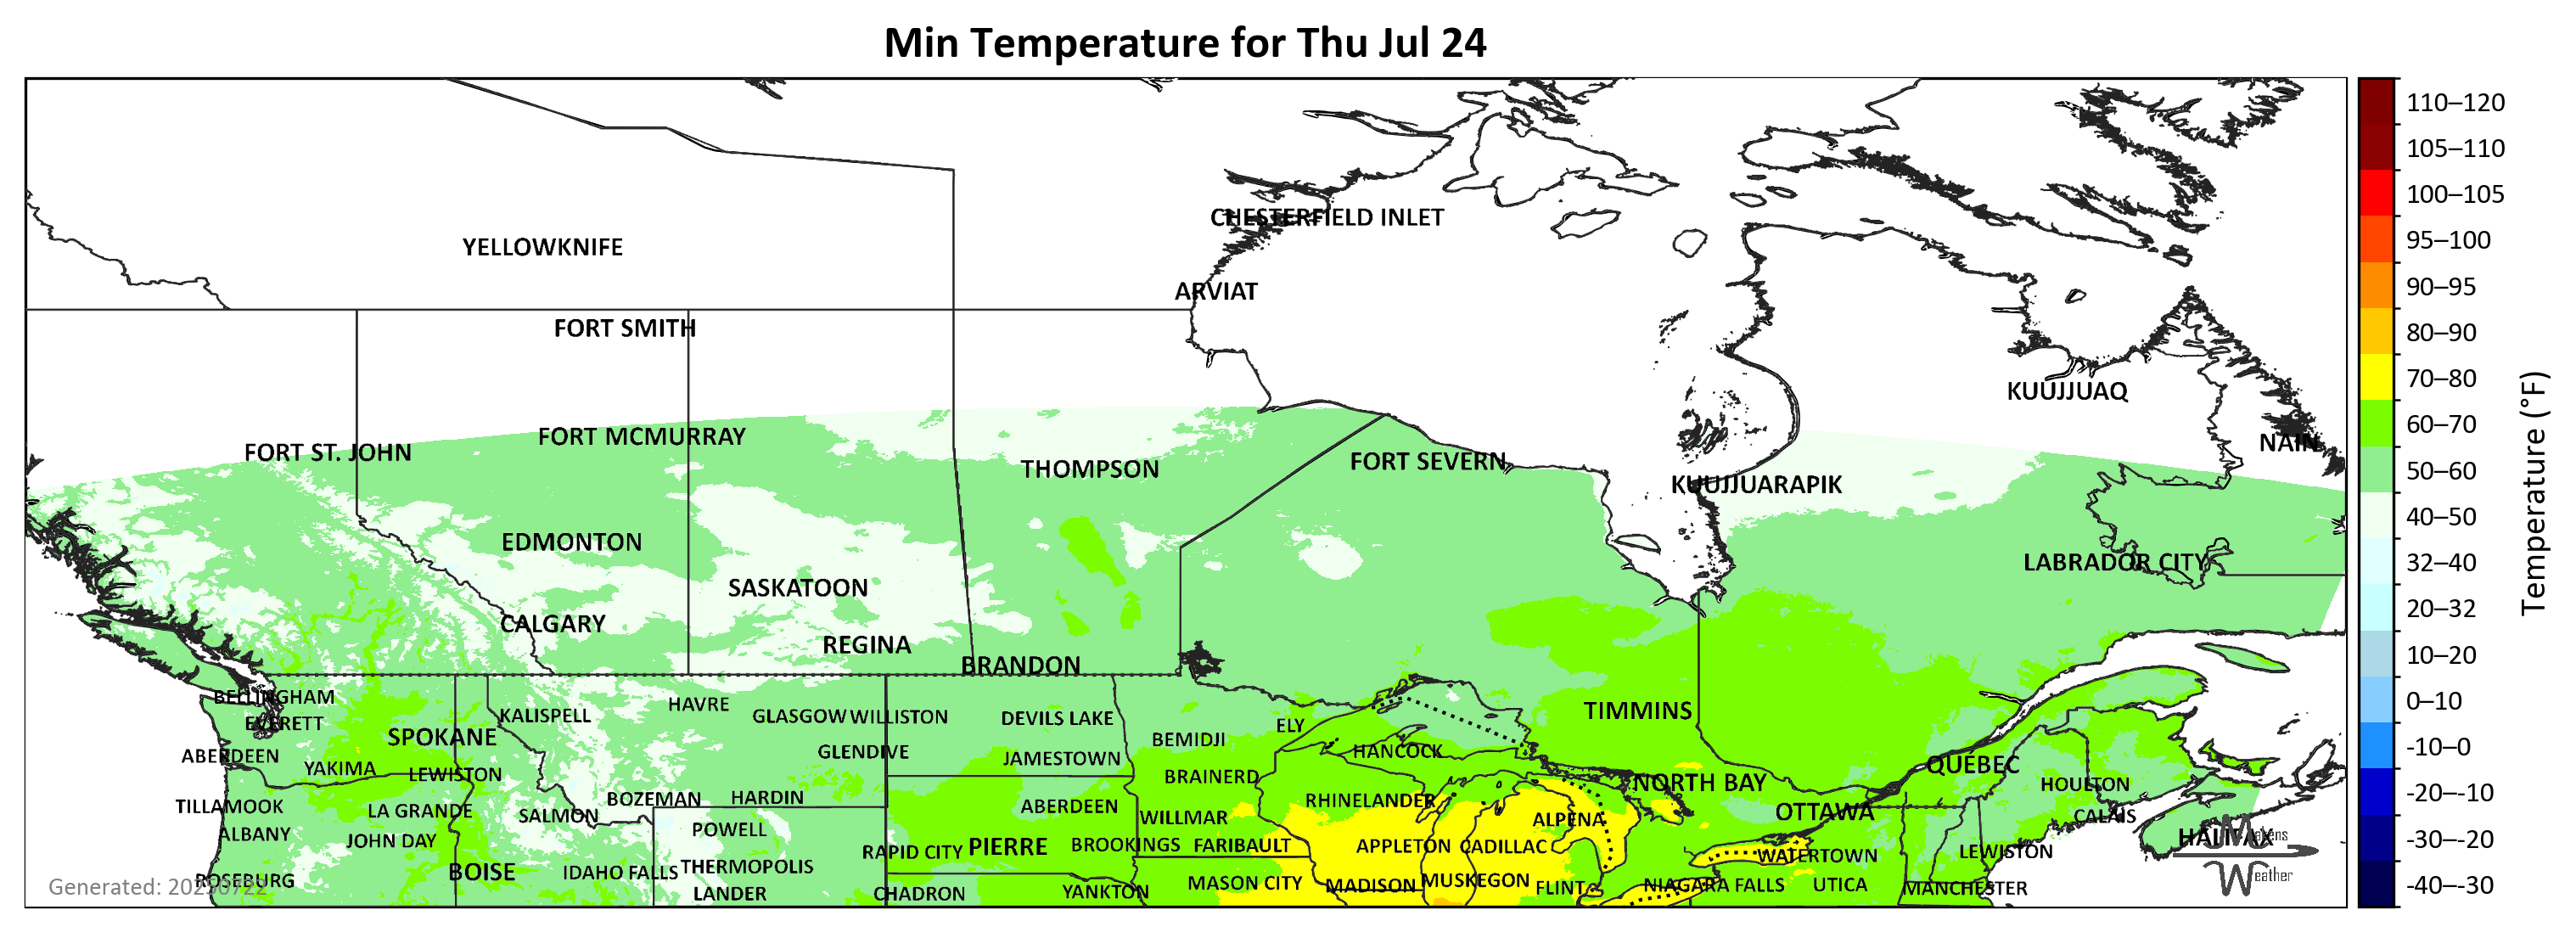 Min Temperature for Thu Jul 24
110–120
105–110
100–105
95–100
90–95
80–90
70–80
60–70
50–60
40–50
32–40
20–32
10–20
0–10
-10–0
-20–-10
-30–-20
-40–-30
Temperature (°F)
CHESTERFIELD INLET
YELLOWKNIFE
ARVIAT
FORT SMITH
KUUJJUAQ
FORT MCMURRAY
NAIN
FORT ST. JOHN
FORT SEVERN
THOMPSON
KUUJJUARAPIK
EDMONTON
LABRADOR CITY
SASKATOON
CALGARY
REGINA
BRANDON
BELLINGHAM
HAVRE
KALISPELL
GLASGOW WILLISTON
DEVILS LAKE
TIMMINS
EVERETT
ELY
SPOKANE
BEMIDJI
GLENDIVE
HANCOCK
ABERDEEN
JAMESTOWN
QUÉBEC
YAKIMA
LEWISTON
BRAINERD
NORTH BAY
HOULTON
BOZEMAN
HARDIN
RHINELANDER
TILLAMOOK
ABERDEEN
LA GRANDE
SALMON
WILLMAR
OTTAWA
CALAIS
ALPENA
ALBANY
POWELL
HALIFAX
JOHN DAY
RAPID CITY
PIERRE
BROOKINGS
FARIBAULT
APPLETON
CADILLAC
WATERTOWN
LEWISTON
BOISE
IDAHO FALLS
THERMOPOLIS
ROSEBURG
MASON CITY
MADISON
MUSKEGON
FLINT
NIAGARA FALLS
UTICA
MANCHESTER
LANDER
CHADRON
YANKTON
Generated: 20250722
Makens
Weather